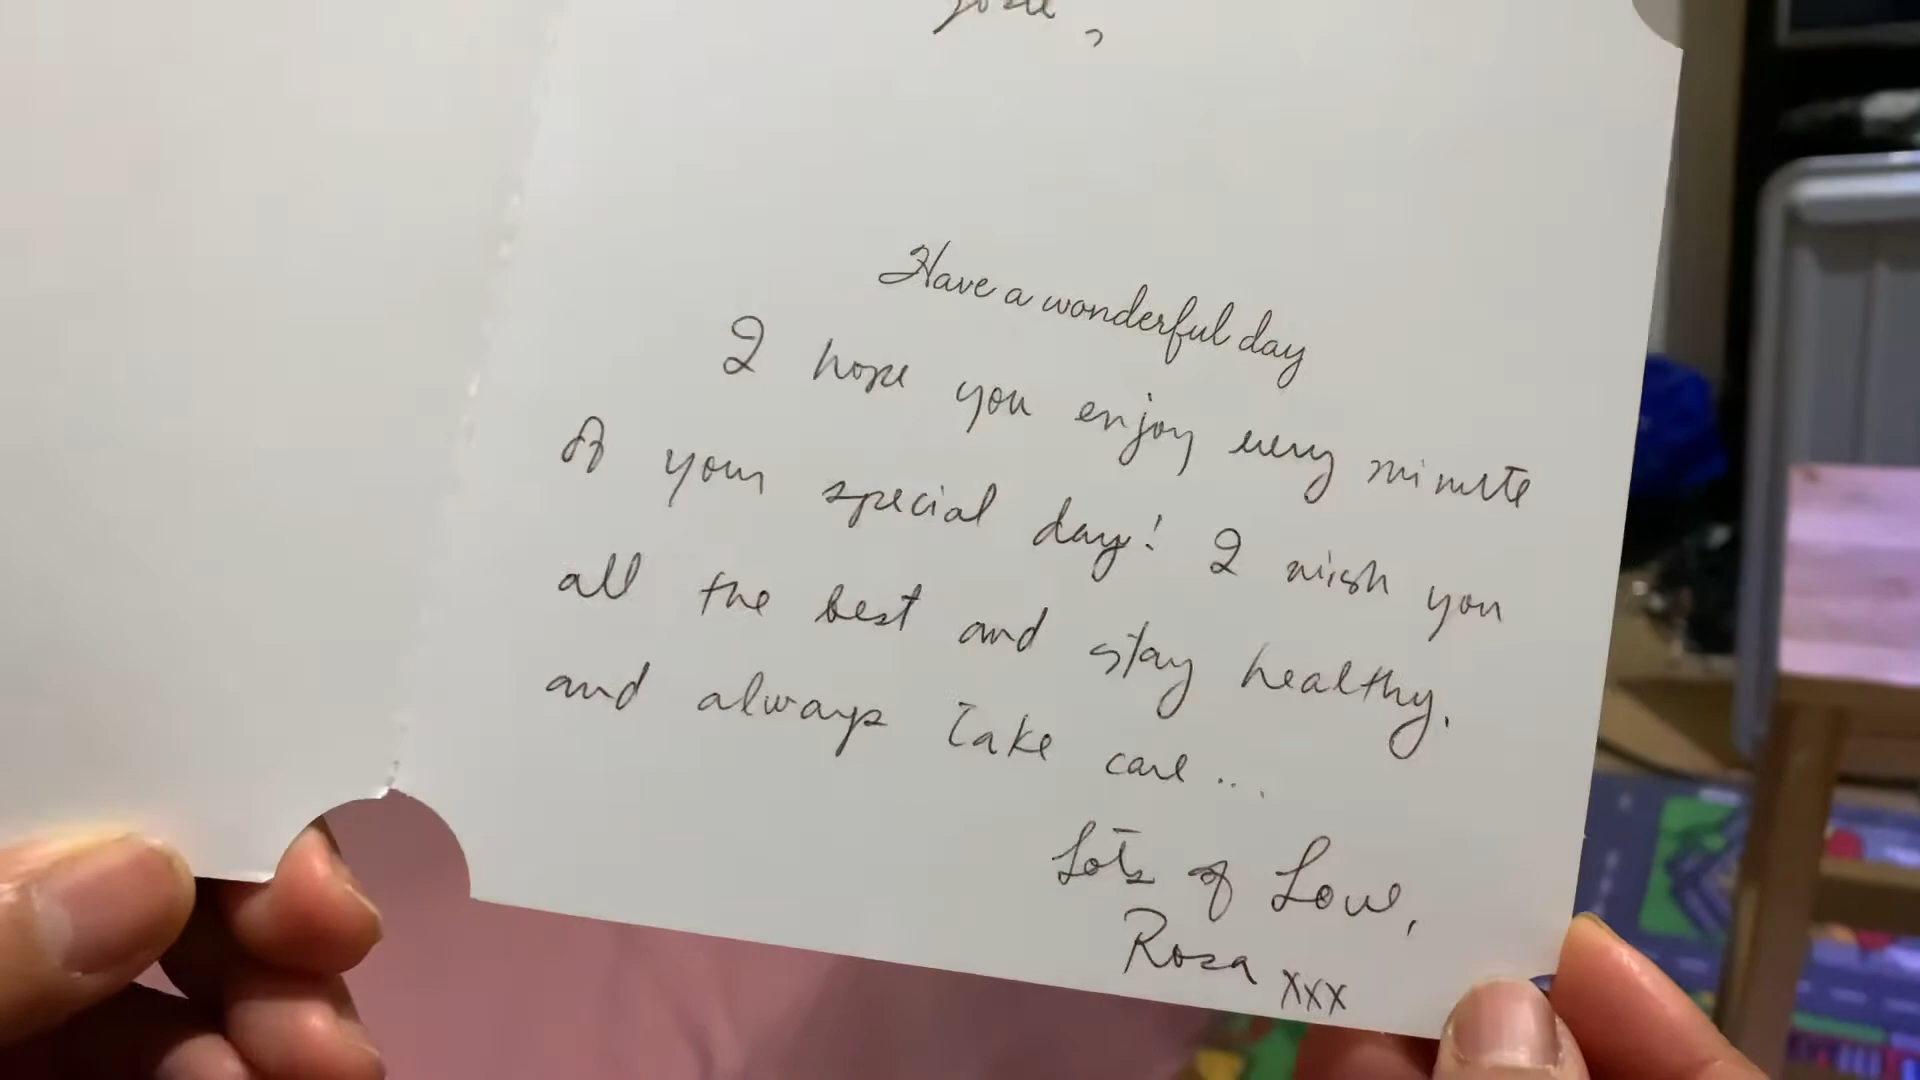 Have a wonderful day
I hope you enjoy every minute
of your special day! I wish you
all the best and stay healthy.
and always take care...
Lots of Love,
Rosa xxx